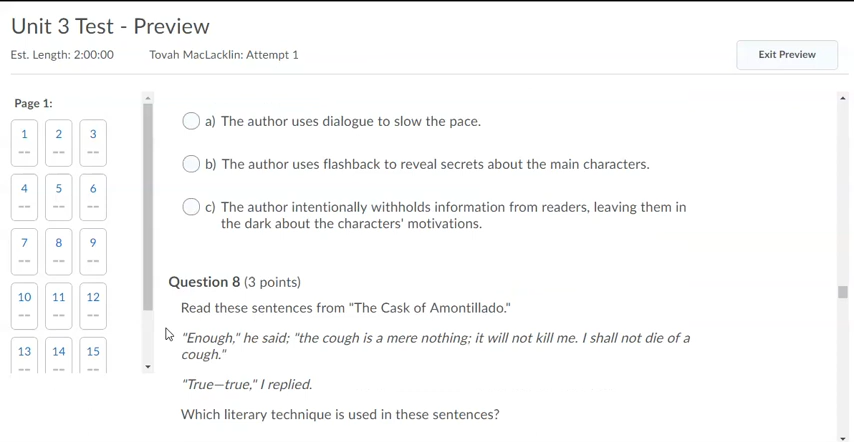 Unit 3 Test - Preview
Est. Length: 2:00:00 Tovah MacLacklin: Attempt 1
Exit Preview
Page 1:
1 2 3
-- -- --
4 5 6
-- -- --
7 8 9
-- -- --
10 11 12
-- -- --
13 14 15
-- -- --
a) The author uses dialogue to slow the pace.
b) The author uses flashback to reveal secrets about the main characters.
c) The author intentionally withholds information from readers, leaving them in
the dark about the characters' motivations.
Question 8 (3 points)
Read these sentences from "The Cask of Amontillado."
"Enough," he said; "the cough is a mere nothing; it will not kill me. I shall not die of a
cough."
"True—true," I replied.
Which literary technique is used in these sentences?